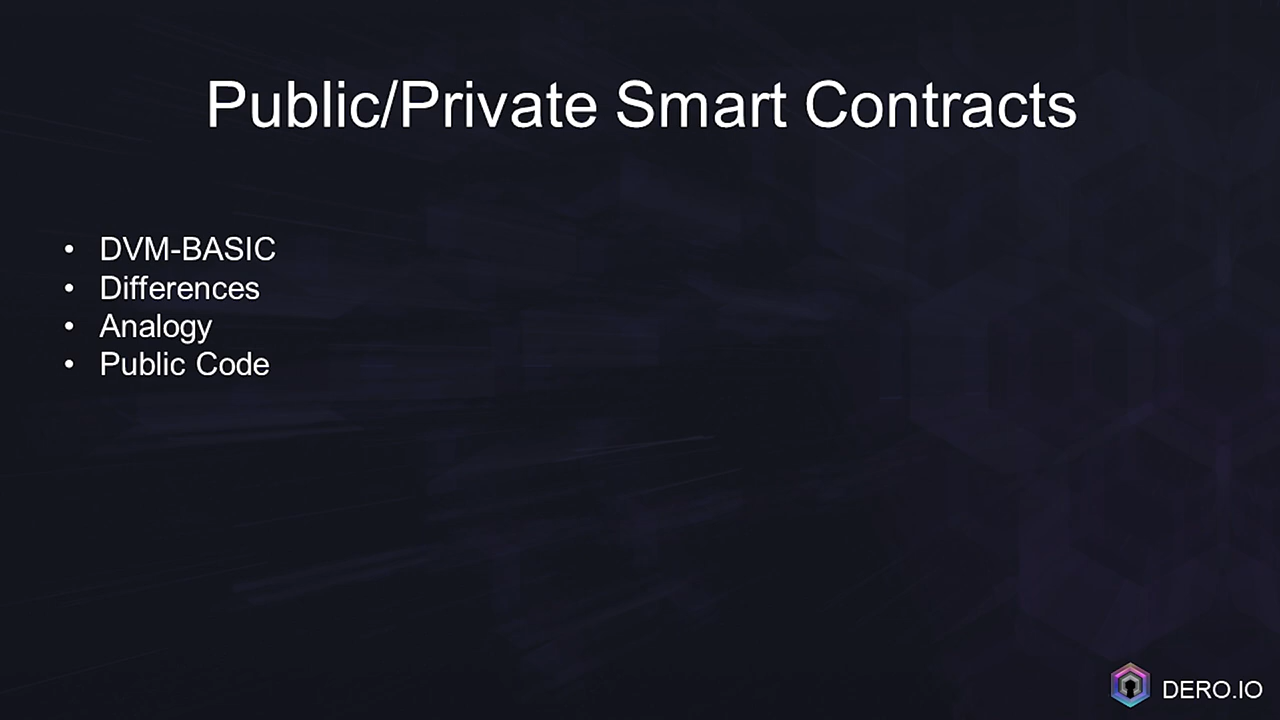 Public/Private Smart Contracts
• DVM-BASIC
• Differences
• Analogy
• Public Code
DERO.IO